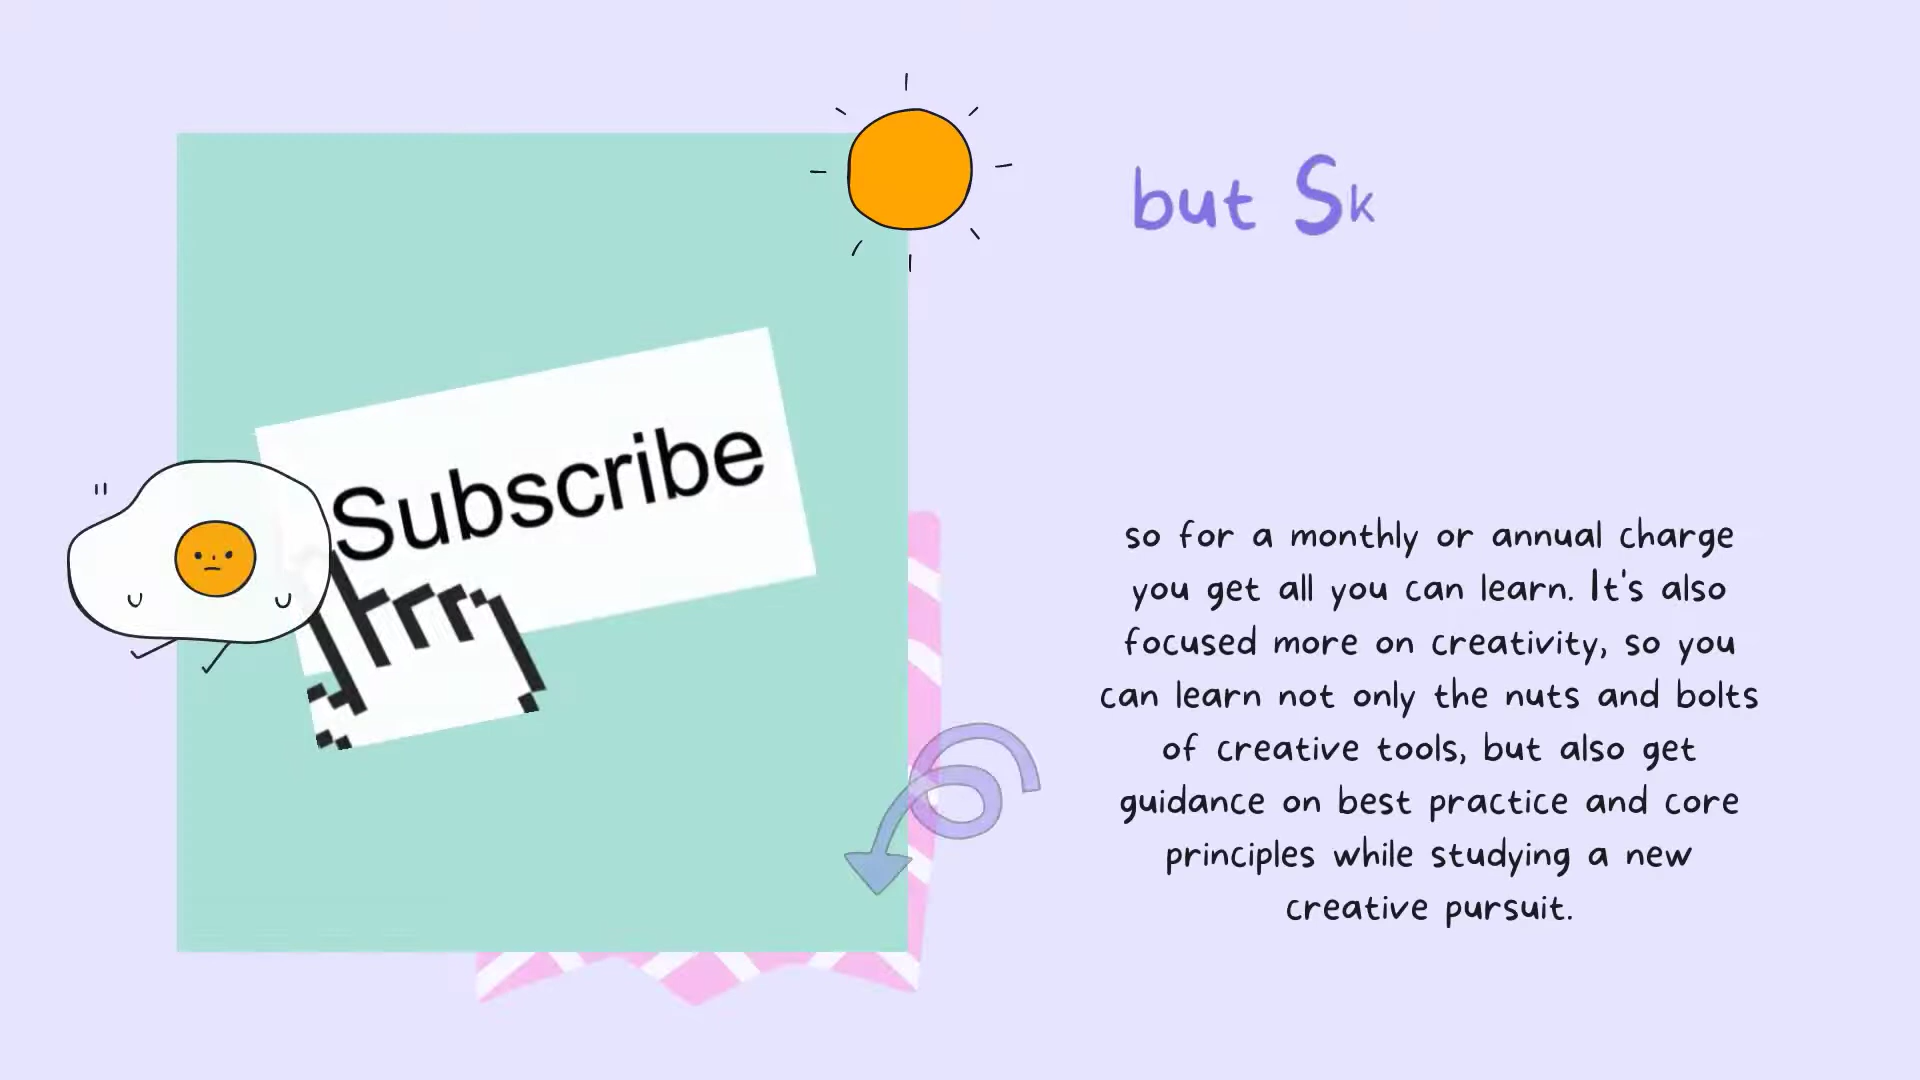 but Sk
Subscribe
so for a monthly or annual charge
you get all you can learn. It's also
focused more on creativity, so you
can learn not only the nuts and bolts
of creative tools, but also get
guidance on best practice and core
principles while studying a new
creative pursuit.